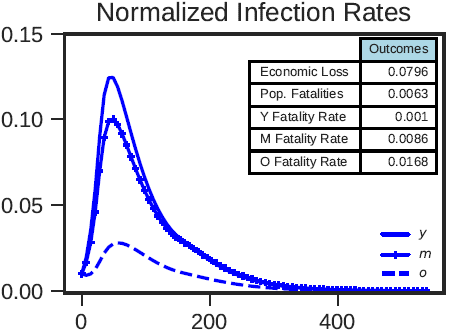 Normalized Infection Rates
0.15
0.10
0.05
0.00
0 200 400
Outcomes
Economic Loss 0.0796
Pop. Fatalities 0.0063
Y Fatality Rate 0.001
M Fatality Rate 0.0086
O Fatality Rate 0.0168
y
m
o